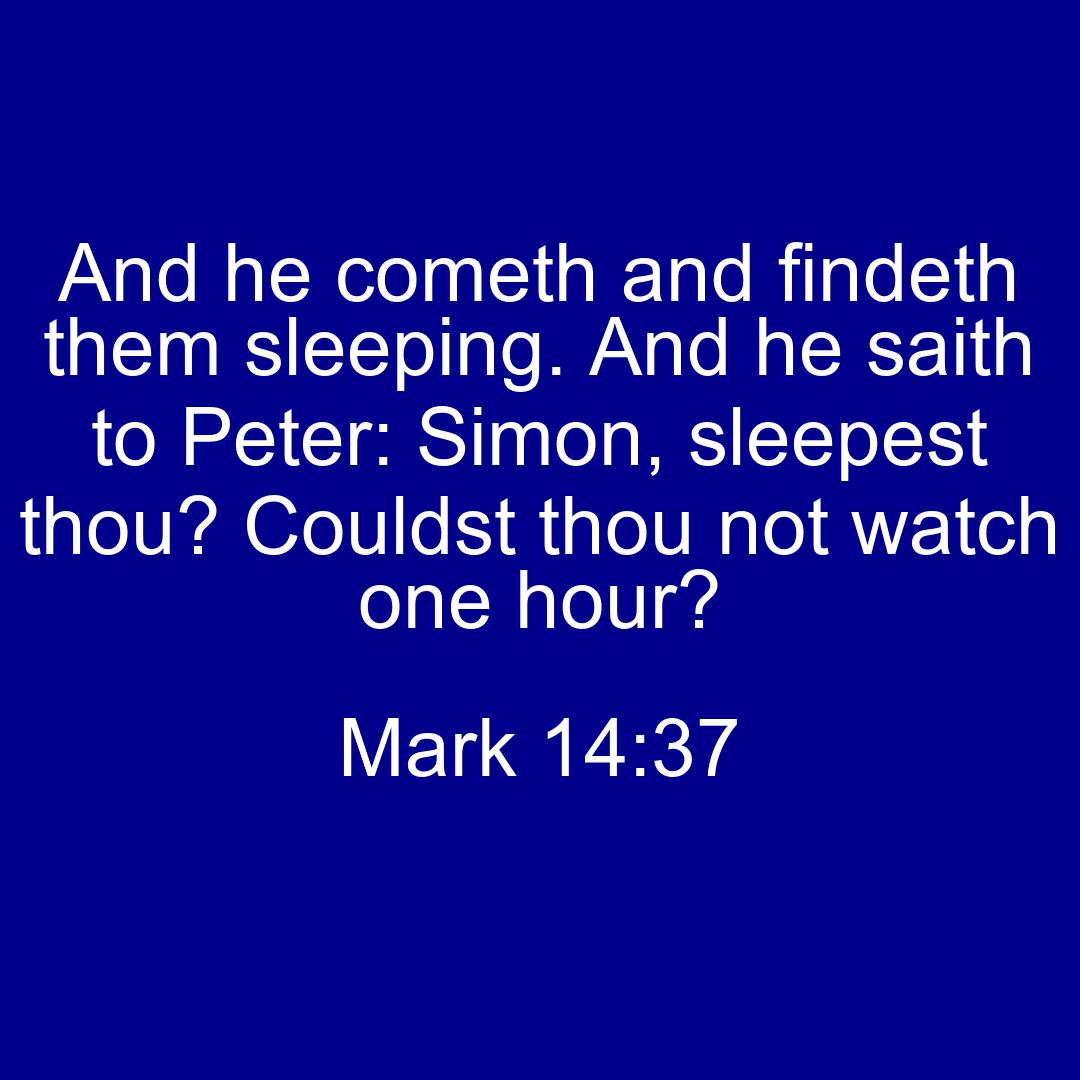 And he cometh and findeth
them sleeping. And he saith
to Peter: Simon, sleepest
thou? Couldst thou not watch
one hour?
Mark 14:37